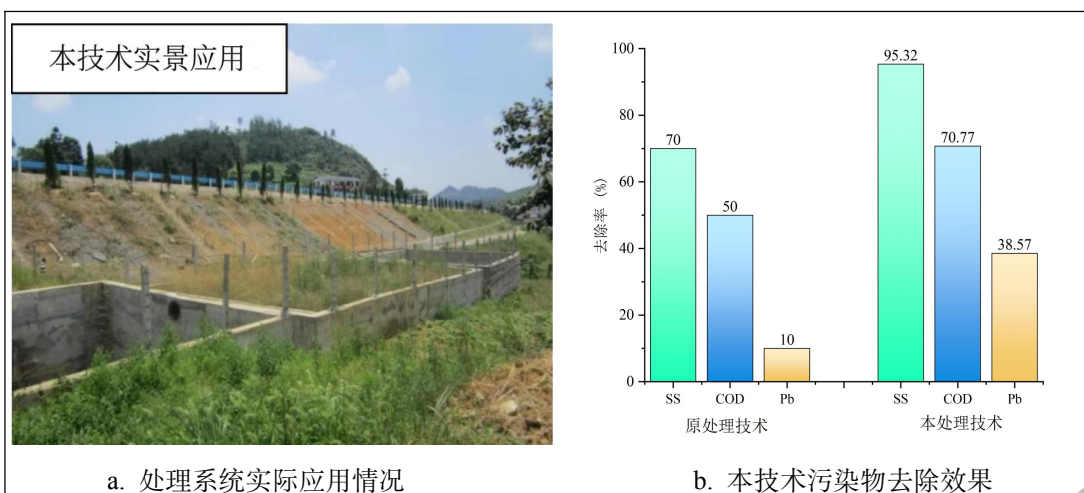 本技术实景应用
100
80
60
40
20
0
去除率 (%)
70
50
10
95.32
70.77
38.57
SS COD Pb SS COD Pb
原处理技术 本处理技术
a. 处理系统实际应用情况
b. 本技术污染物去除效果